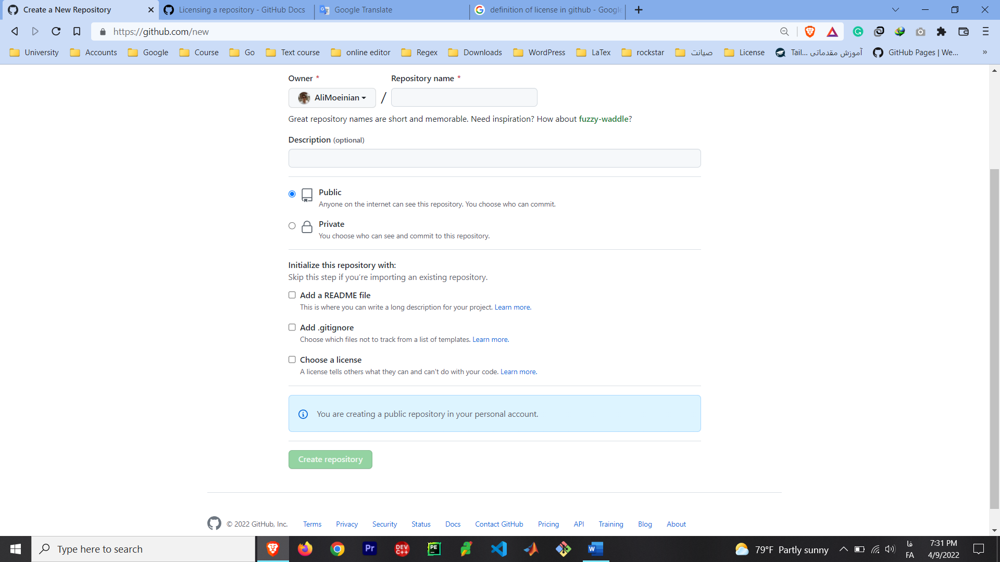 Create a New Repository
Licensing a repository - GitHub Docs
Google Translate
definition of license in github - Google
https://github.com/new
University
Accounts
Google
Course
Go
Text course
online editor
Regex
Downloads
WordPress
LaTex
rockstar
صیانت
License
Tail... آموزش مقدماتی
GitHub Pages | We...
»
Owner *
Repository name *
AliMoeinian
/
Great repository names are short and memorable. Need inspiration? How about fuzzy-waddle?
Description (optional)
Public
Anyone on the internet can see this repository. You choose who can commit.
Private
You choose who can see and commit to this repository.
Initialize this repository with:
Skip this step if you're importing an existing repository.
Add a README file
This is where you can write a long description for your project. Learn more.
Add .gitignore
Choose which files not to track from a list of templates. Learn more.
Choose a license
A license tells others what they can and can't do with your code. Learn more.
You are creating a public repository in your personal account.
Create repository
© 2022 GitHub, Inc.
Terms
Privacy
Security
Status
Docs
Contact GitHub
Pricing
API
Training
Blog
About
Type here to search
Pr
DEV C++
PE
W
79°F Partly sunny
فا
FA
7:31 PM
4/9/2022